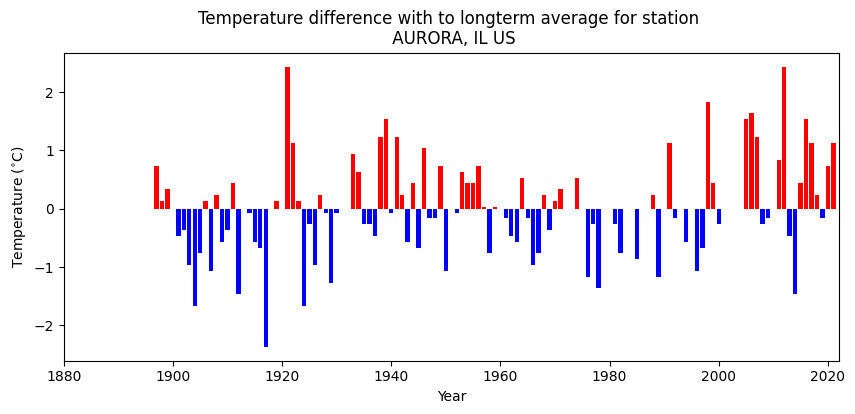 Temperature difference with to longterm average for station
AURORA, IL US
Temperature (°C)
2
1
0
−1
−2
1880 1900 1920 1940 1960 1980 2000 2020
Year